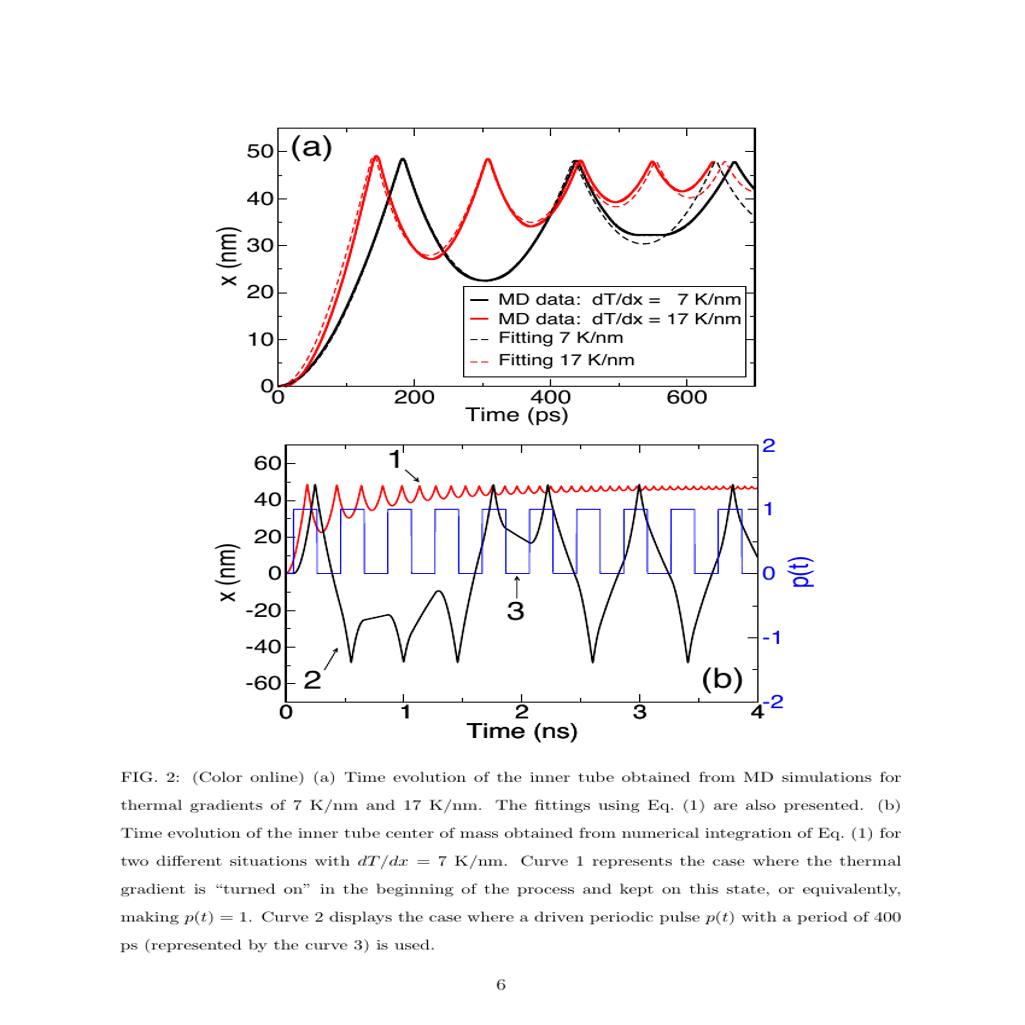 (a)
50
40
30
20
10
0
x (nm)
MD data: dT/dx = 7 K/nm
MD data: dT/dx = 17 K/nm
Fitting 7 K/nm
Fitting 17 K/nm
0 200 400 600
Time (ps)
60
40
20
0
-20
-40
-60
x (nm)
1
2
3
(b)
2
1
0
-1
-2
p(t)
0 1 2 3 4
Time (ns)
FIG. 2: (Color online) (a) Time evolution of the inner tube obtained from MD simulations for
thermal gradients of 7 K/nm and 17 K/nm. The fittings using Eq. (1) are also presented. (b)
Time evolution of the inner tube center of mass obtained from numerical integration of Eq. (1) for
two different situations with dT/dx = 7 K/nm. Curve 1 represents the case where the thermal
gradient is “turned on” in the beginning of the process and kept on this state, or equivalently,
making p(t) = 1. Curve 2 displays the case where a driven periodic pulse p(t) with a period of 400
ps (represented by the curve 3) is used.
6